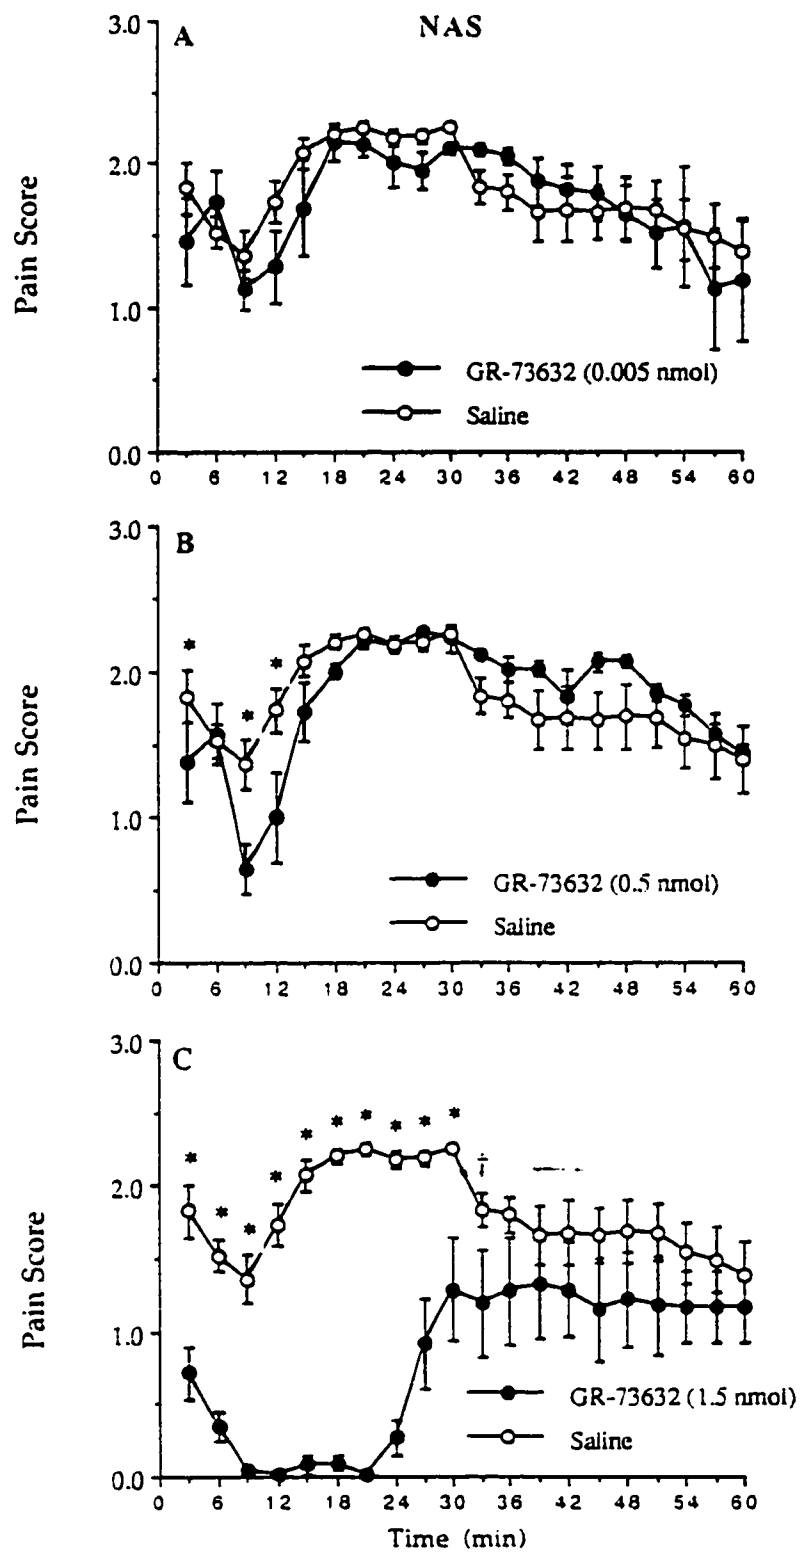 NAS
A
3.0
2.0
1.0
0.0
Pain Score
GR-73632 (0.005 nmol)
Saline
0 6 12 18 24 30 36 42 48 54 60
B
3.0
2.0
1.0
0.0
Pain Score
* * *
GR-73632 (0.5 nmol)
Saline
0 6 12 18 24 30 36 42 48 54 60
C
3.0
2.0
1.0
0.0
Pain Score
* * * * * * * * * *
†
GR-73632 (1.5 nmol)
Saline
0 6 12 18 24 30 36 42 48 54 60
Time (min)